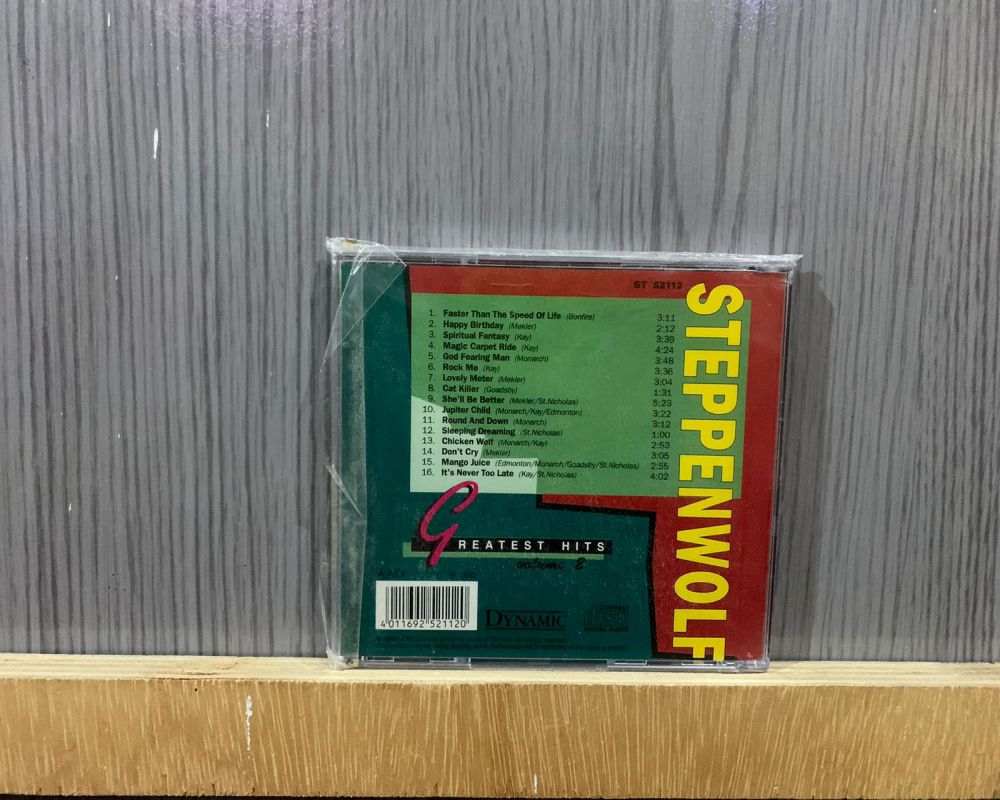 ST 52112
STEPPENWOLF
1. Faster Than The Speed Of Life (Bonfire) 3:11
2. Happy Birthday (Mekler) 2:12
3. Spiritual Fantasy (Kay) 3:39
4. Magic Carpet Ride (Kay) 4:24
5. God Fearing Man (Monarch) 3:48
6. Rock Me (Kay) 3:36
7. Lovely Meter (Mekler) 3:04
8. Cat Killer (Goadsby) 1:31
9. She'll Be Better (Mekler/St.Nicholas) 5:23
10. Jupiter Child (Monarch/Kay/Edmonton) 3:22
11. Round And Down (Monarch) 3:12
12. Sleeping Dreaming (St.Nicholas) 1:00
13. Chicken Wolf (Monarch/Kay) 2:53
14. Don't Cry (Mekler) 3:05
15. Mango Juice (Edmonton/Monarch/Goadsby/St.Nicholas) 2:55
16. It's Never Too Late (Kay/St.Nicholas) 4:02
GREATEST HITS
volume 2
4 011692 521120
DYNAMIC
COMPACT
disc
DIGITAL AUDIO